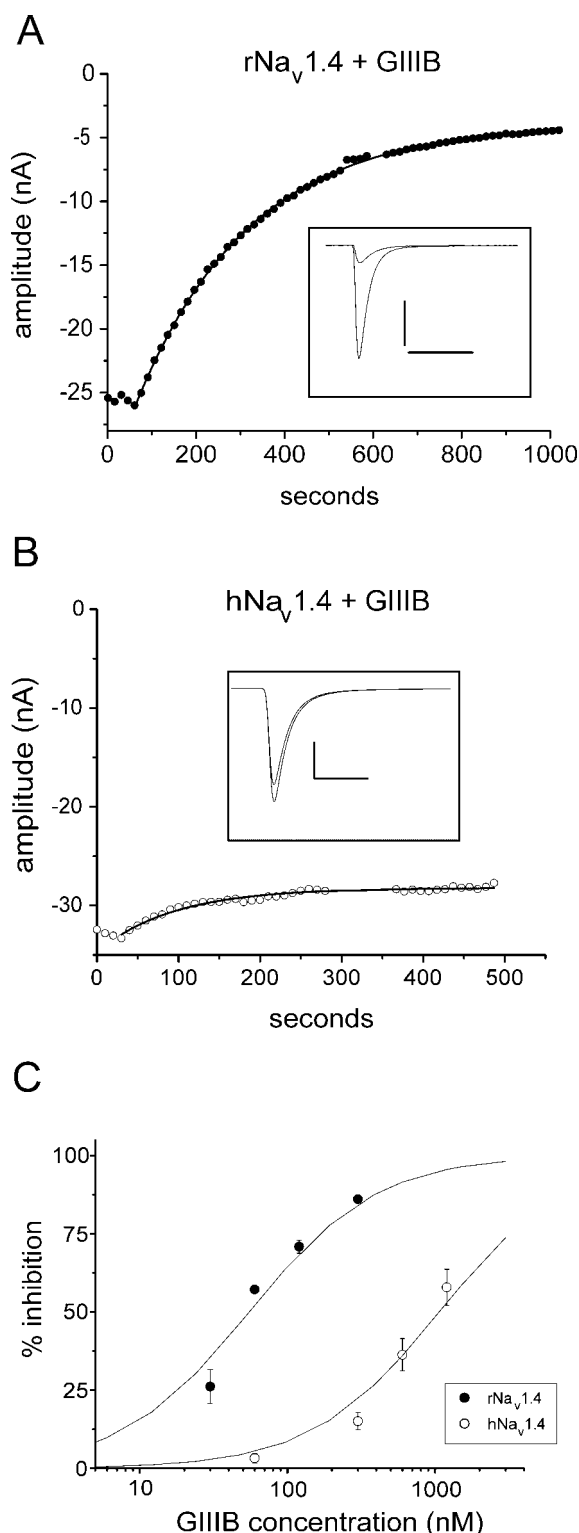 A
rNav1.4 + GIIIB
0
-5
-10
-15
-20
-25
amplitude (nA)
0 200 400 600 800 1000
seconds
B
hNav1.4 + GIIIB
0
-10
-20
-30
amplitude (nA)
0 100 200 300 400 500
seconds
C
100
75
50
25
0
% inhibition
rNav1.4
hNav1.4
10 100 1000
GIIIB concentration (nM)